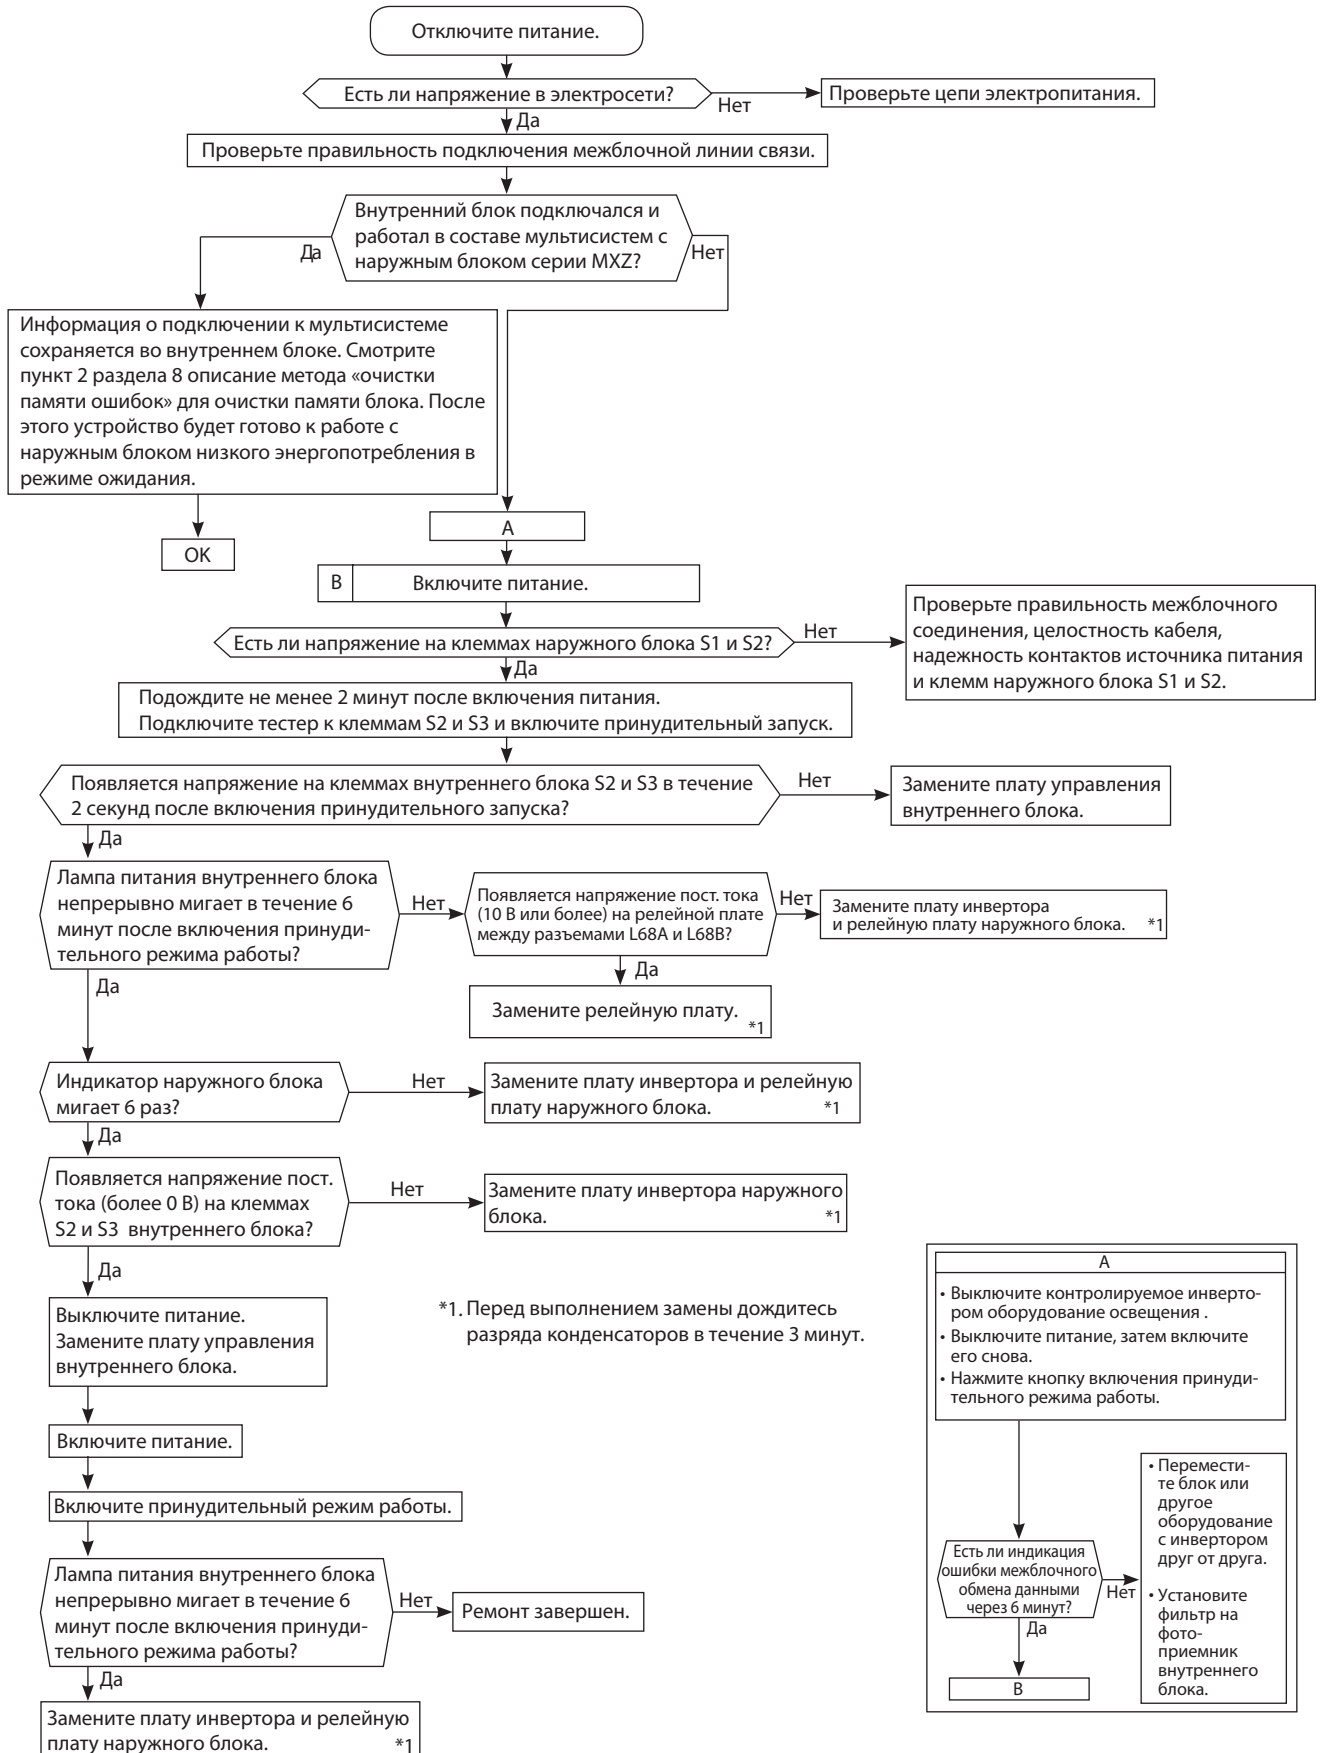 Отключите питание.
Есть ли напряжение в электросети?
Нет
Проверьте цепи электропитания.
Да
Проверьте правильность подключения межблочной линии связи.
Внутренний блок подключался и
работал в составе мультисистем с
наружным блоком серии MXZ?
Да
Нет
Информация о подключении к мультисистеме
сохраняется во внутреннем блоке. Смотрите
пункт 2 раздела 8 описание метода «очистки
памяти ошибок» для очистки памяти блока. После
этого устройство будет готово к работе с
наружным блоком низкого энергопотребления в
режиме ожидания.
OK
A
B
Включите питание.
Есть ли напряжение на клеммах наружного блока S1 и S2?
Нет
Проверьте правильность межблочного
соединения, целостность кабеля,
надежность контактов источника питания
и клемм наружного блока S1 и S2.
Да
Подождите не менее 2 минут после включения питания.
Подключите тестер к клеммам S2 и S3 и включите принудительный запуск.
Появляется напряжение на клеммах внутреннего блока S2 и S3 в течение
2 секунд после включения принудительного запуска?
Нет
Замените плату управления
внутреннего блока.
Да
Лампа питания внутреннего блока
непрерывно мигает в течение 6
минут после включения принуди-
тельного режима работы?
Нет
Появляется напряжение пост. тока
(10 В или более) на релейной плате
между разъемами L68A и L68B?
Нет
Замените плату инвертора
и релейную плату наружного блока. *1
Да
Замените релейную плату.
*1
Да
Индикатор наружного блока
мигает 6 раз?
Нет
Замените плату инвертора и релейную
плату наружного блока. *1
Да
Появляется напряжение пост.
тока (более 0 В) на клеммах
S2 и S3 внутреннего блока?
Нет
Замените плату инвертора наружного
блока. *1
Да
Выключите питание.
Замените плату управления
внутреннего блока.
*1. Перед выполнением замены дождитесь
разряда конденсаторов в течение 3 минут.
Включите питание.
Включите принудительный режим работы.
Лампа питания внутреннего блока
непрерывно мигает в течение 6
минут после включения принуди-
тельного режима работы?
Нет
Ремонт завершен.
Да
Замените плату инвертора и релейную
плату наружного блока. *1
A
• Выключите контролируемое инверто-
ром оборудование освещения .
• Выключите питание, затем включите
его снова.
• Нажмите кнопку включения принуди-
тельного режима работы.
Есть ли индикация
ошибки межблочного
обмена данными
через 6 минут?
Нет
• Перемести-
те блок или
другое
оборудование
с инвертором
друг от друга.
• Установите
фильтр на
фото-
приемник
внутреннего
блока.
Да
B